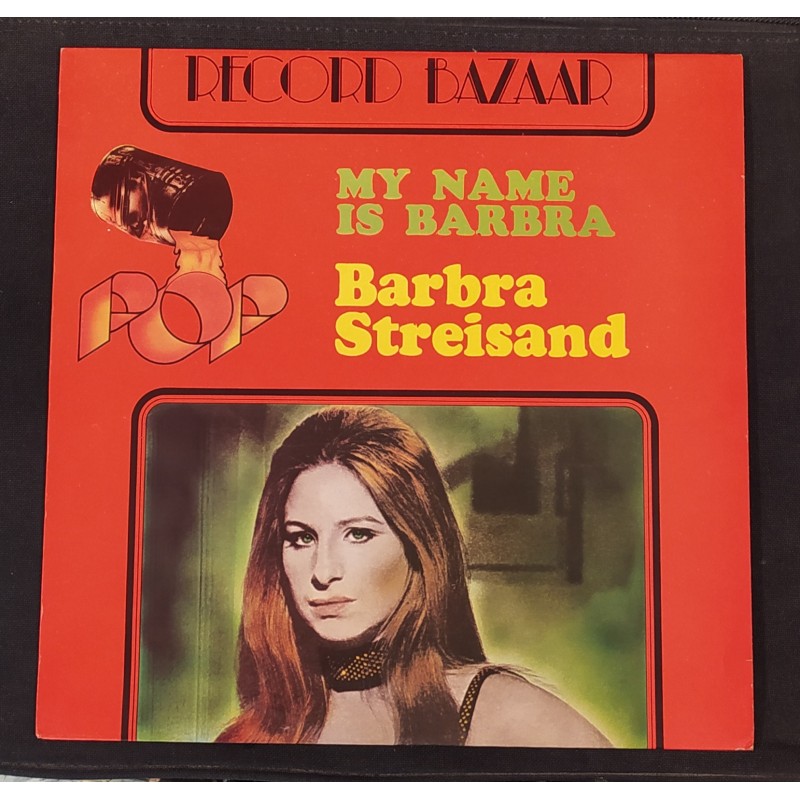 RECORD BAZAAR
MY NAME
IS BARBRA
POP
Barbra
Streisand